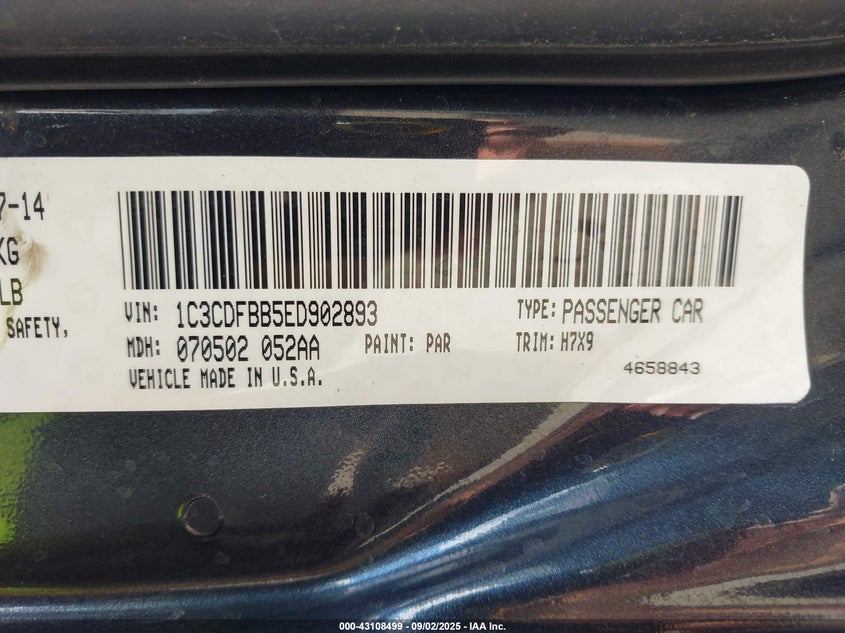 7-14
KG
LB
SAFETY,
VIN: 1C3CDFBB5ED902893 TYPE: PASSENGER CAR
MDH: 070502 052AA PAINT: PAR TRIM: H7X9
VEHICLE MADE IN U.S.A. 4658843
000-43108499 - 09/02/2025 - IAA Inc.